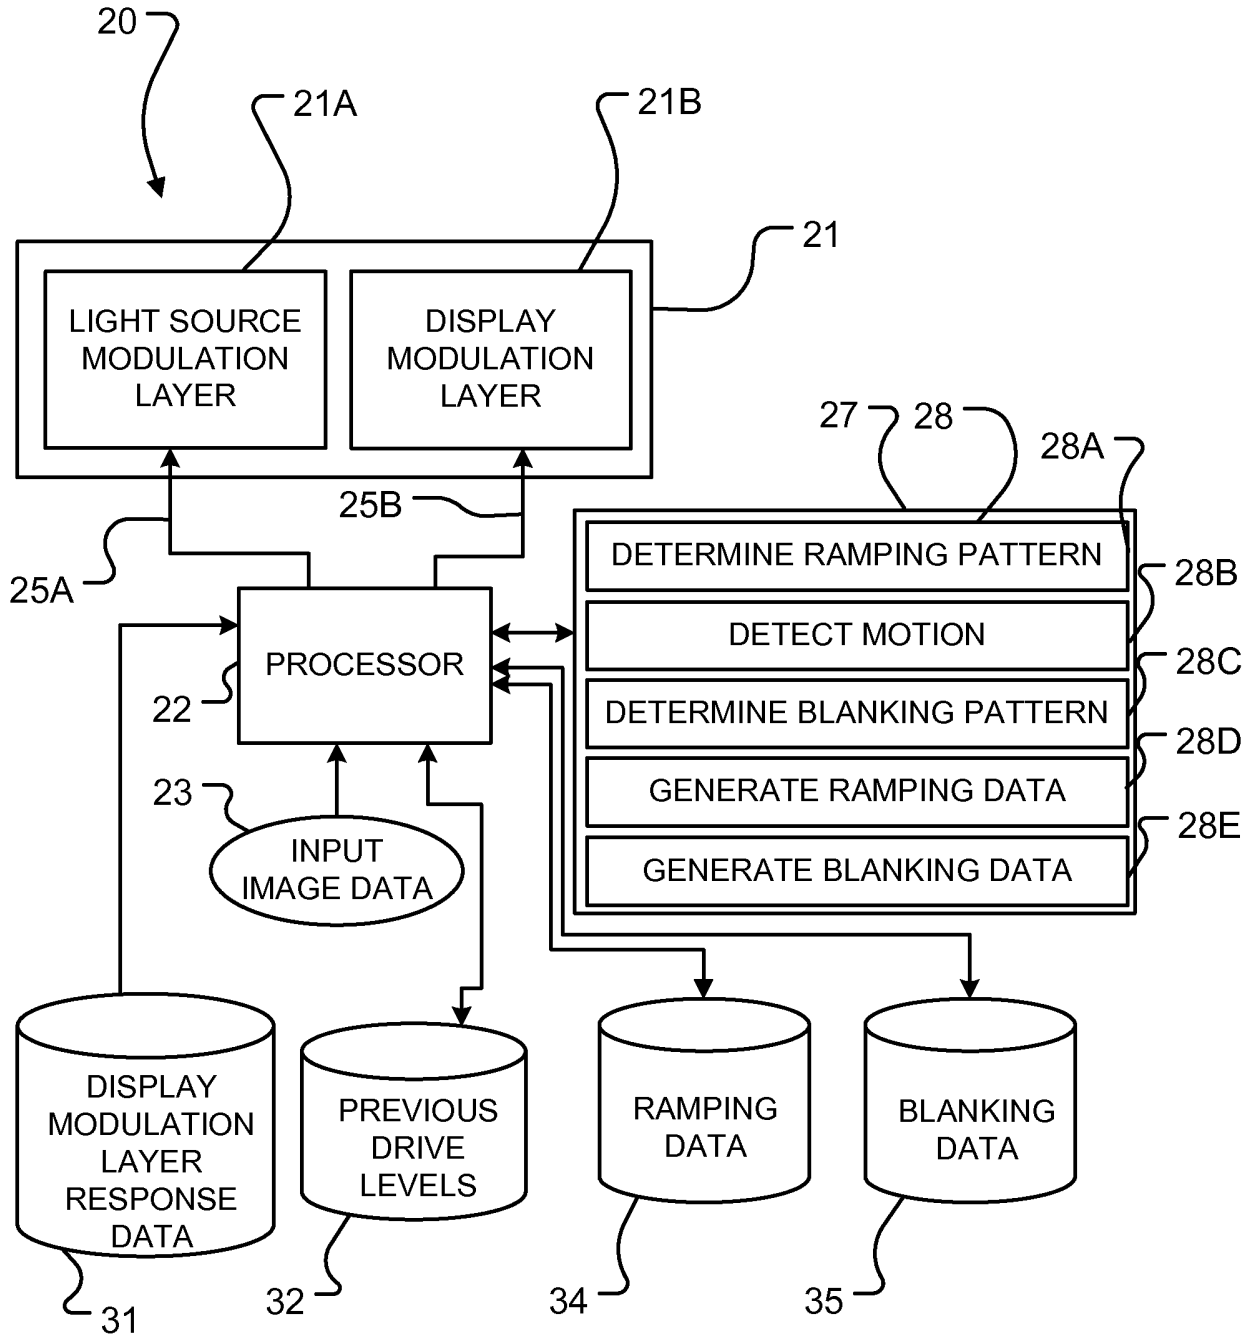 20
21A
21B
21
LIGHT SOURCE
MODULATION
LAYER
DISPLAY
MODULATION
LAYER
27
28
28A
25B
25A
DETERMINE RAMPING PATTERN
28B
DETECT MOTION
PROCESSOR
22
28C
DETERMINE BLANKING PATTERN
28D
GENERATE RAMPING DATA
23
28E
INPUT
IMAGE DATA
GENERATE BLANKING DATA
DISPLAY
MODULATION
LAYER
RESPONSE
DATA
PREVIOUS
DRIVE
LEVELS
RAMPING
DATA
BLANKING
DATA
31
32
34
35